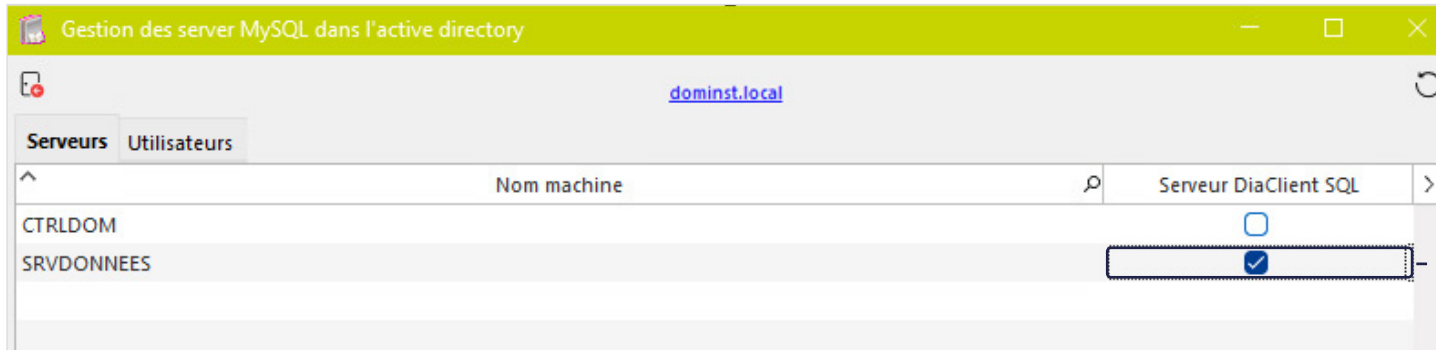 Gestion des server MySQL dans l'active directory
dominst.local
Serveurs Utilisateurs
Nom machine Serveur DiaClient SQL
CTRLDOM
SRVDONNEES